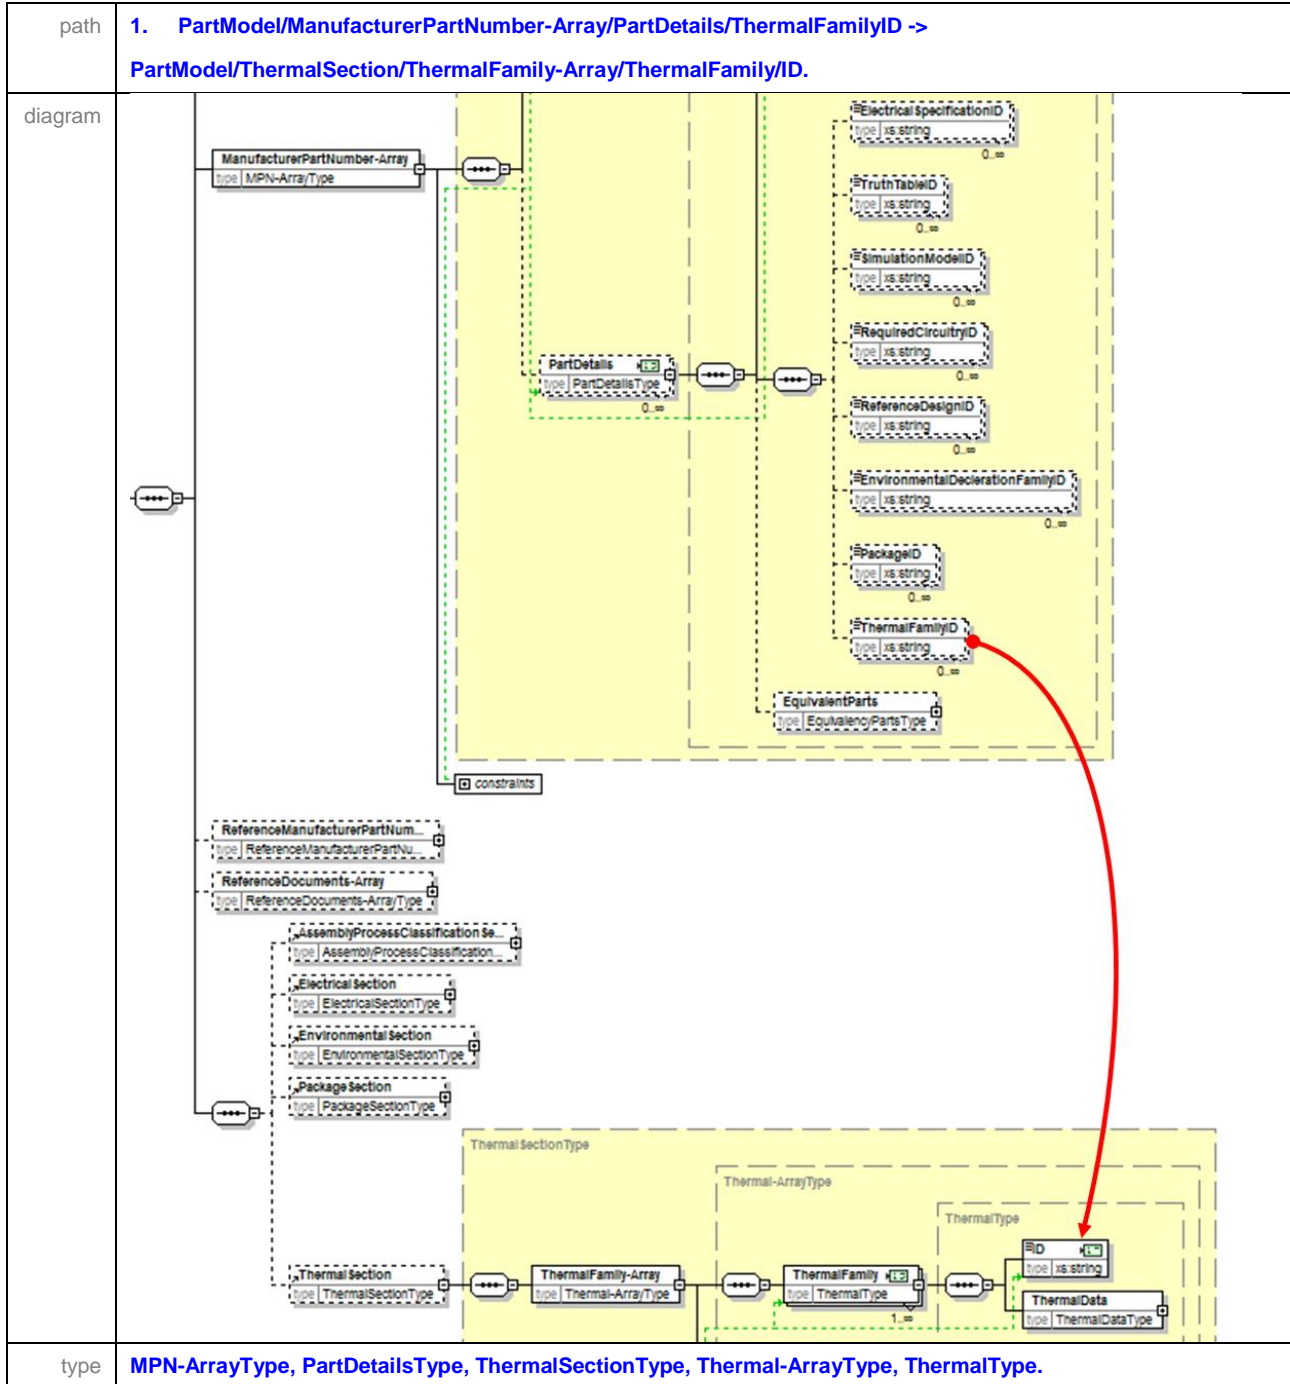 path
1. PartModel/ManufacturerPartNumber-Array/PartDetails/ThermalFamilyID ->
PartModel/ThermalSection/ThermalFamily-Array/ThermalFamily/ID.
diagram
ElectricalSpecificationID
type xs:string
0..∞
ManufacturerPartNumber-Array
type MPN-ArrayType
TruthTableID
type xs:string
0..∞
SimulationModelID
type xs:string
0..∞
RequiredCircuitryID
type xs:string
0..∞
PartDetails
type PartDetailsType
0..∞
ReferenceDesignID
type xs:string
0..∞
EnvironmentalDeclerationFamilyID
type xs:string
0..∞
PackageID
type xs:string
0..∞
ThermalFamilyID
type xs:string
0..∞
EquivalentParts
type EquivalencyPartsType
constraints
ReferenceManufacturerPartNum...
type ReferenceManufacturerPartNu...
ReferenceDocuments-Array
type ReferenceDocuments-ArrayType
AssemblyProcessClassificationSe...
type AssemblyProcessClassification...
ElectricalSection
type ElectricalSectionType
EnvironmentalSection
type EnvironmentalSectionType
PackageSection
type PackageSectionType
ThermalSectionType
Thermal-ArrayType
ThermalType
ID
type xs:string
ThermalSection
type ThermalSectionType
ThermalFamily-Array
type Thermal-ArrayType
ThermalFamily
type ThermalType
1..∞
ThermalData
type ThermalDataType
type
MPN-ArrayType, PartDetailsType, ThermalSectionType, Thermal-ArrayType, ThermalType.